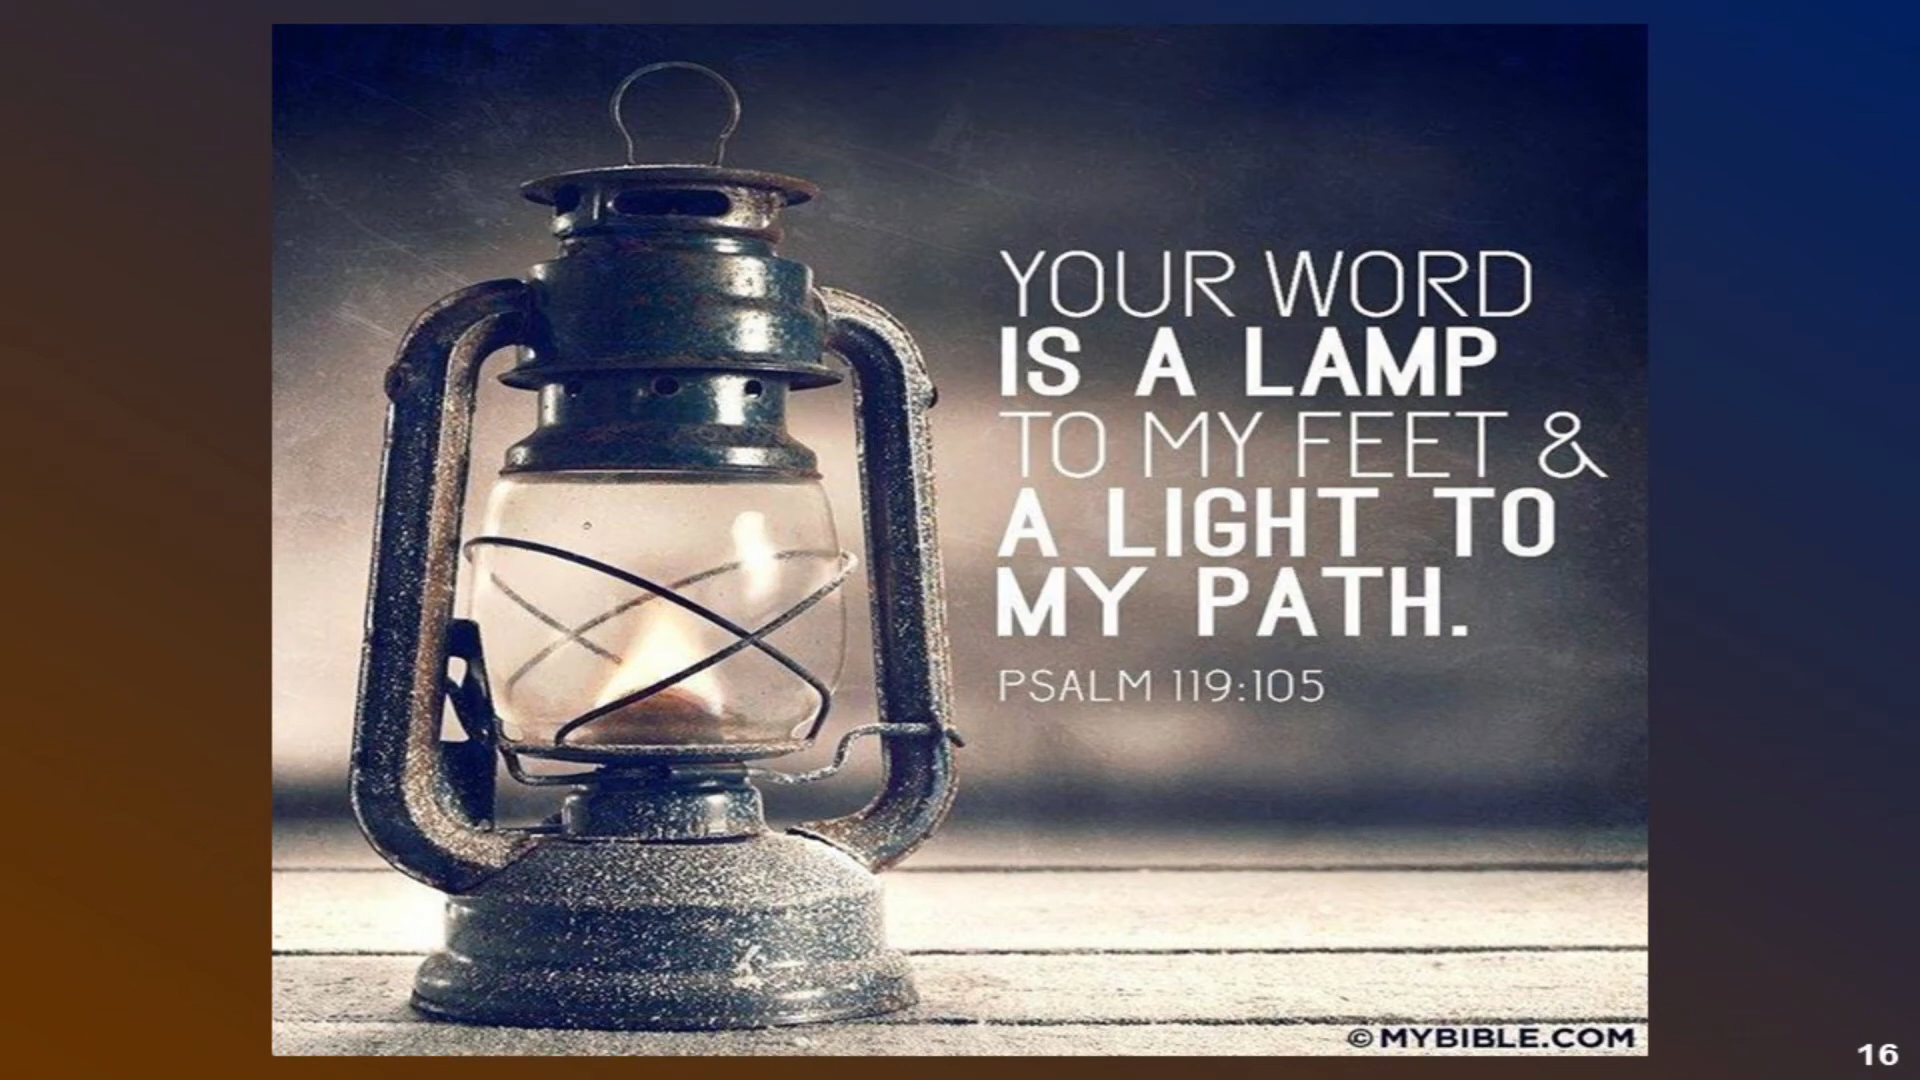 YOUR WORD
IS A LAMP
TO MY FEET &
A LIGHT TO
MY PATH.
PSALM 119:105
© MYBIBLE.COM
16